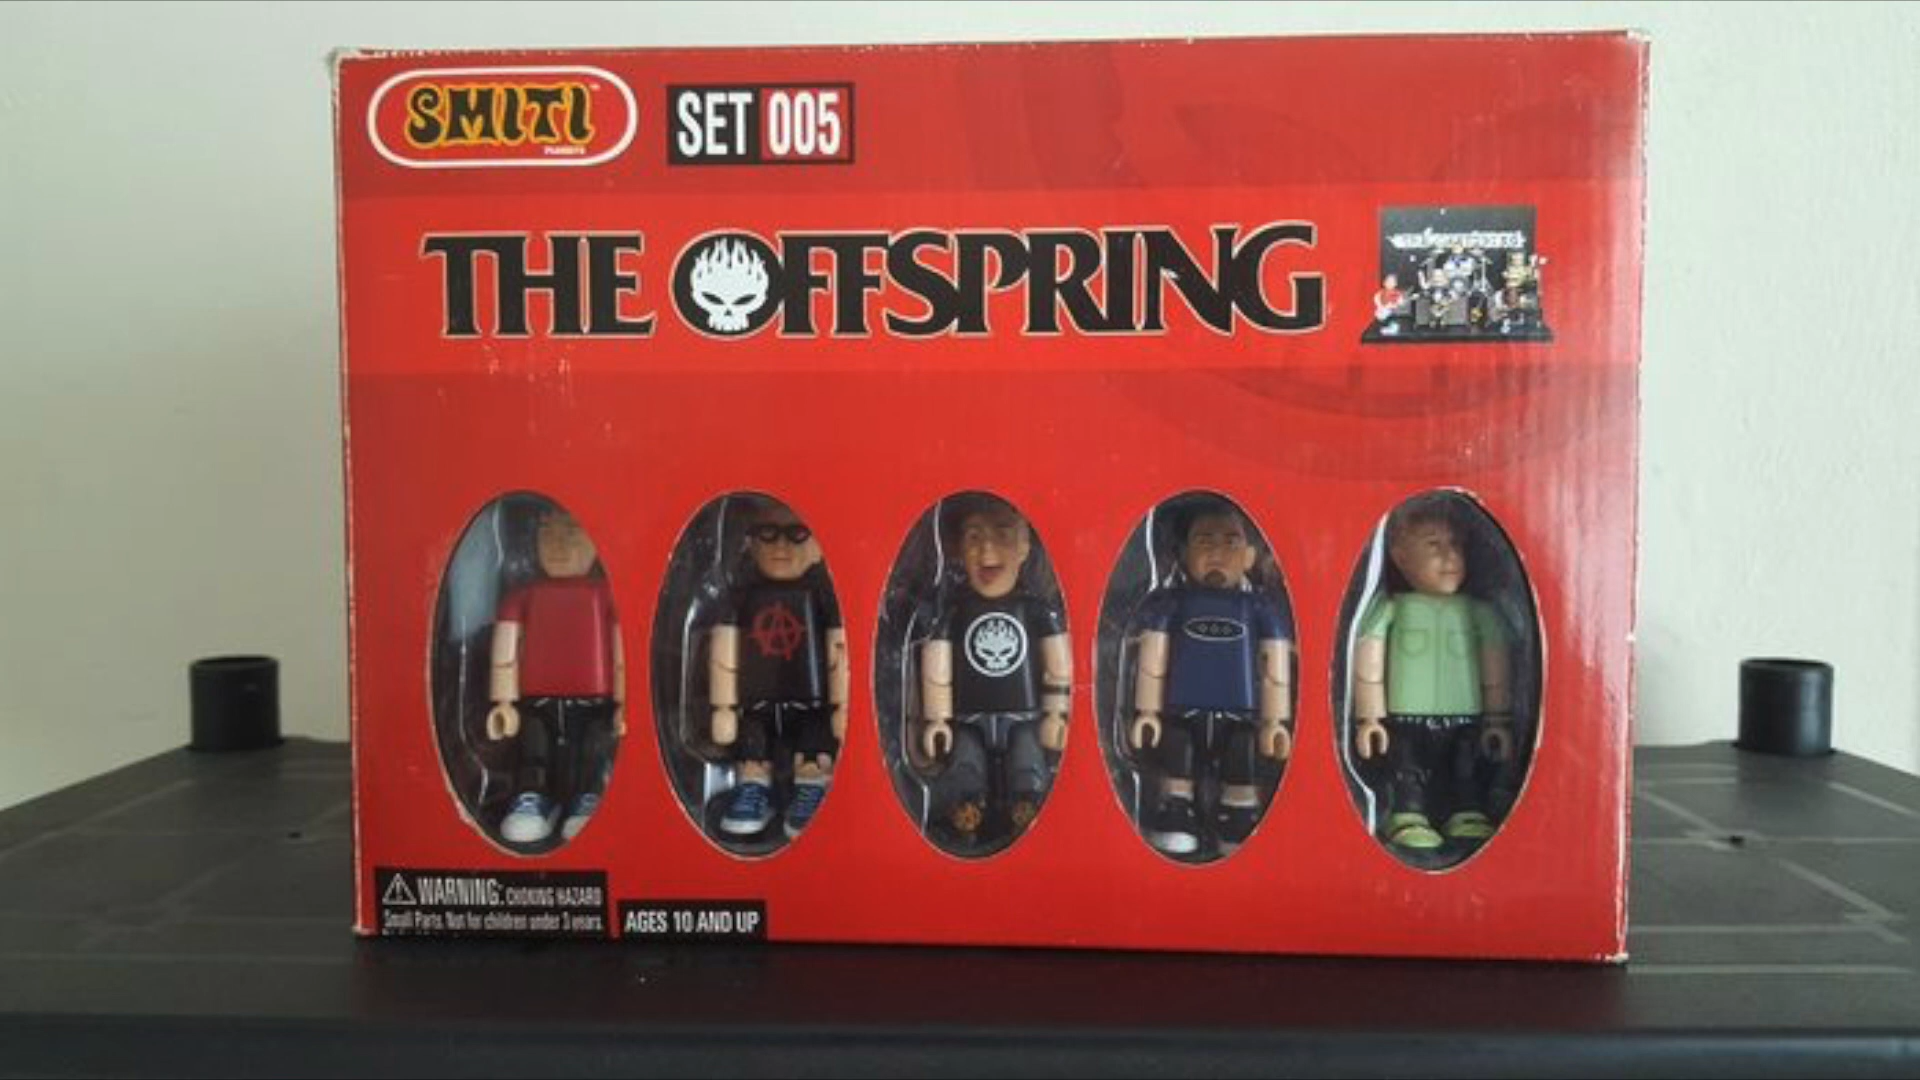 SMITI™
SET 005
THE OFFSPRING
WARNING: CHOKING HAZARD
Small Parts. Not for children under 3 years.
AGES 10 AND UP